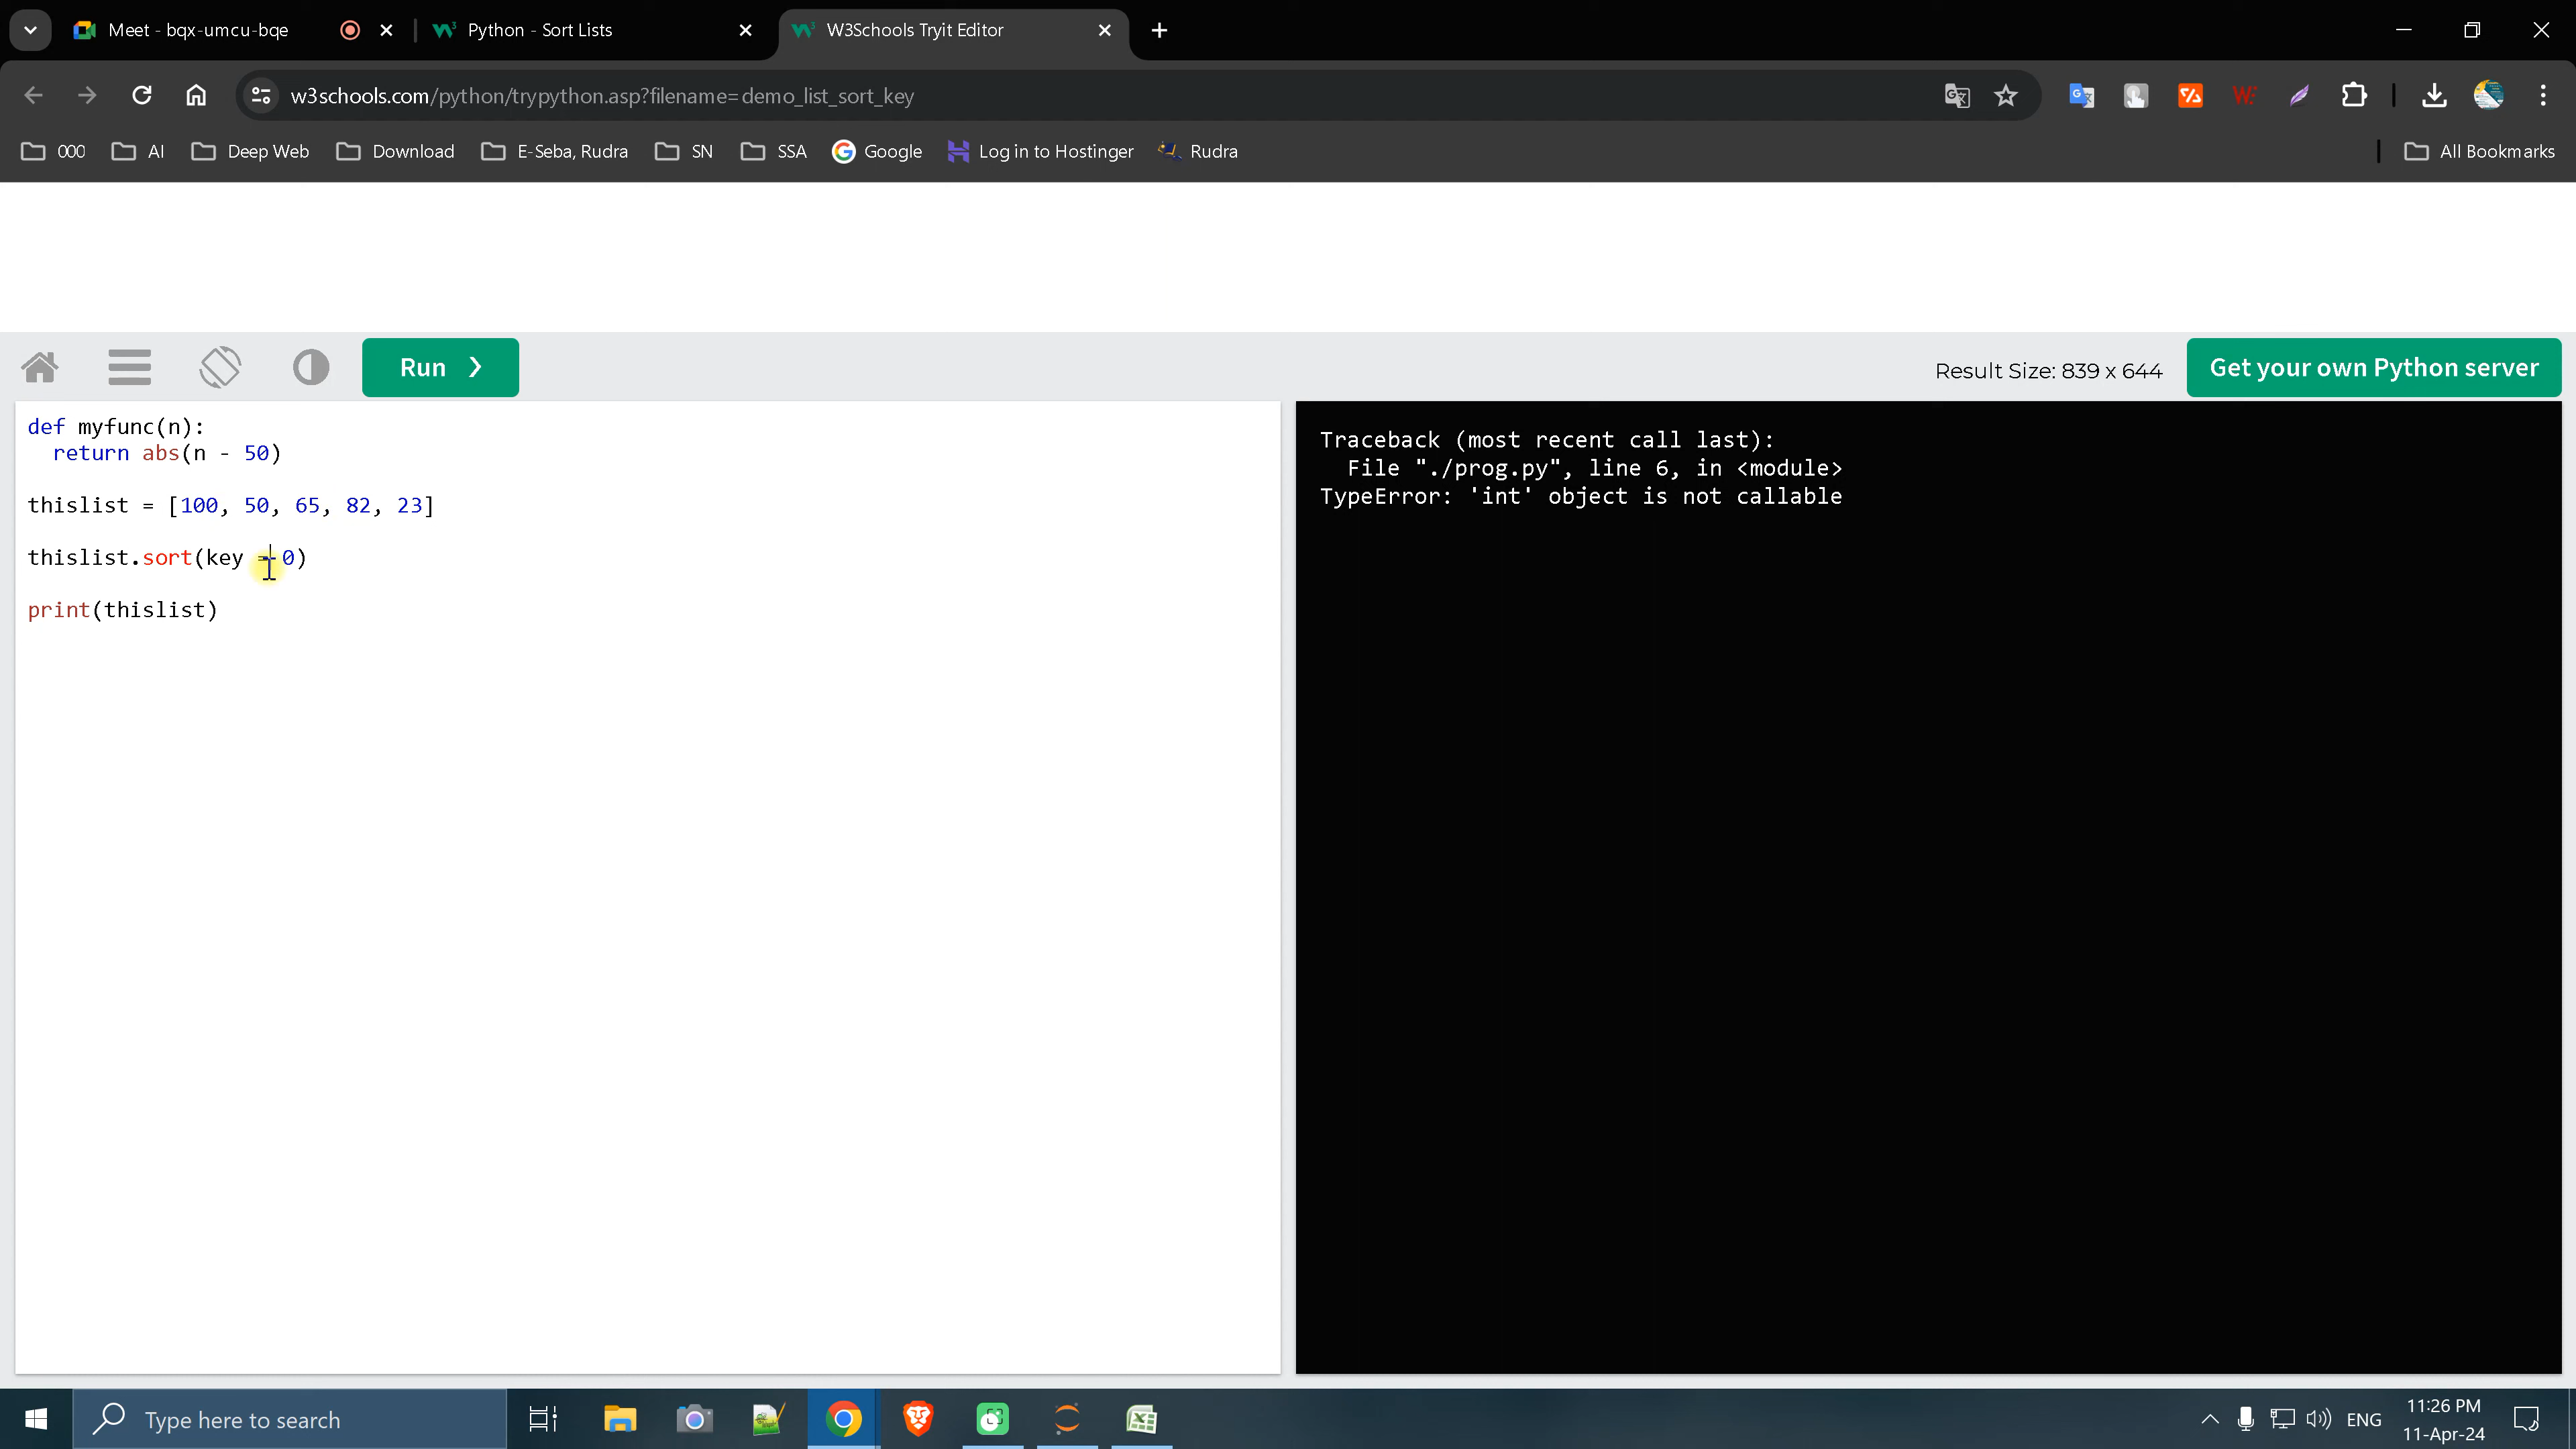 Meet - bqx-umcu-bqe
Python - Sort Lists
W3Schools Tryit Editor
w3schools.com/python/trypython.asp?filename=demo_list_sort_key
000
AI
Deep Web
Download
E-Seba, Rudra
SN
SSA
Google
Log in to Hostinger
Rudra
All Bookmarks
Run ❯
Result Size: 839 x 644
Get your own Python server
def myfunc(n):
  return abs(n - 50)
thislist = [100, 50, 65, 82, 23]
thislist.sort(key = 0)
print(thislist)
Traceback (most recent call last):
  File "./prog.py", line 6, in <module>
TypeError: 'int' object is not callable
Type here to search
ENG
11:26 PM
11-Apr-24